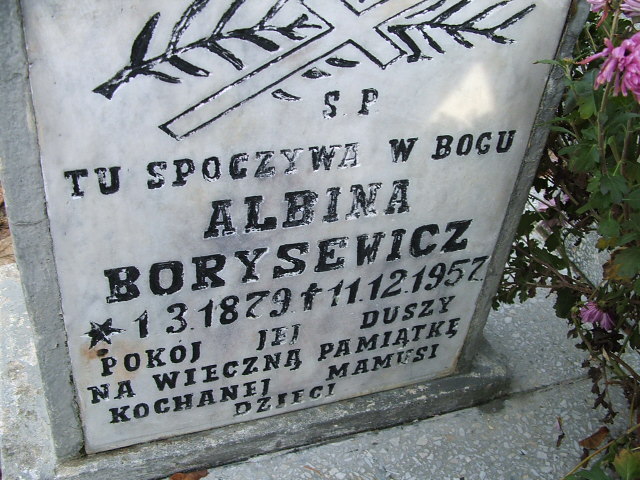 S.P
TU SPOCZYWA W BOGU
ALBINA
BORYSEWICZ
★ 1.3.1879 ✝ 11.12.1957
POKÓJ JEJ DUSZY
NA WIECZNĄ PAMIĄTKĘ
KOCHANEJ MAMUSI
DZIECI